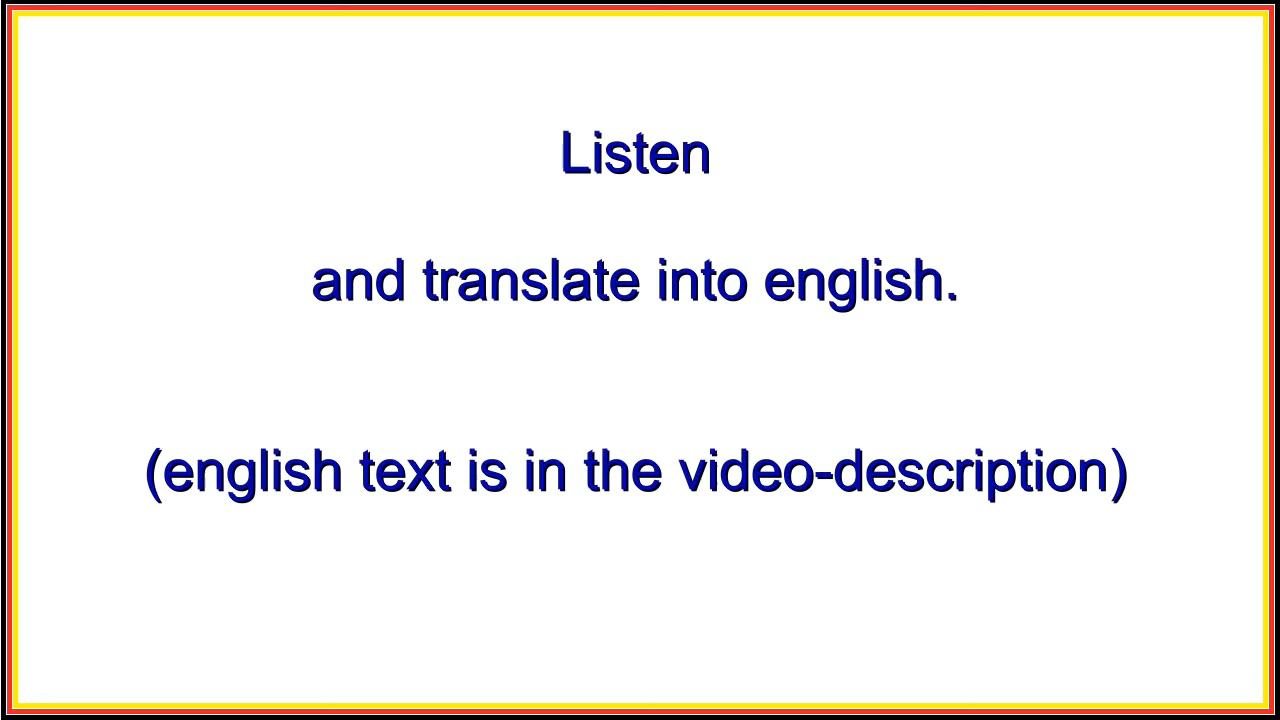 Listen
and translate into english.
(english text is in the video-description)